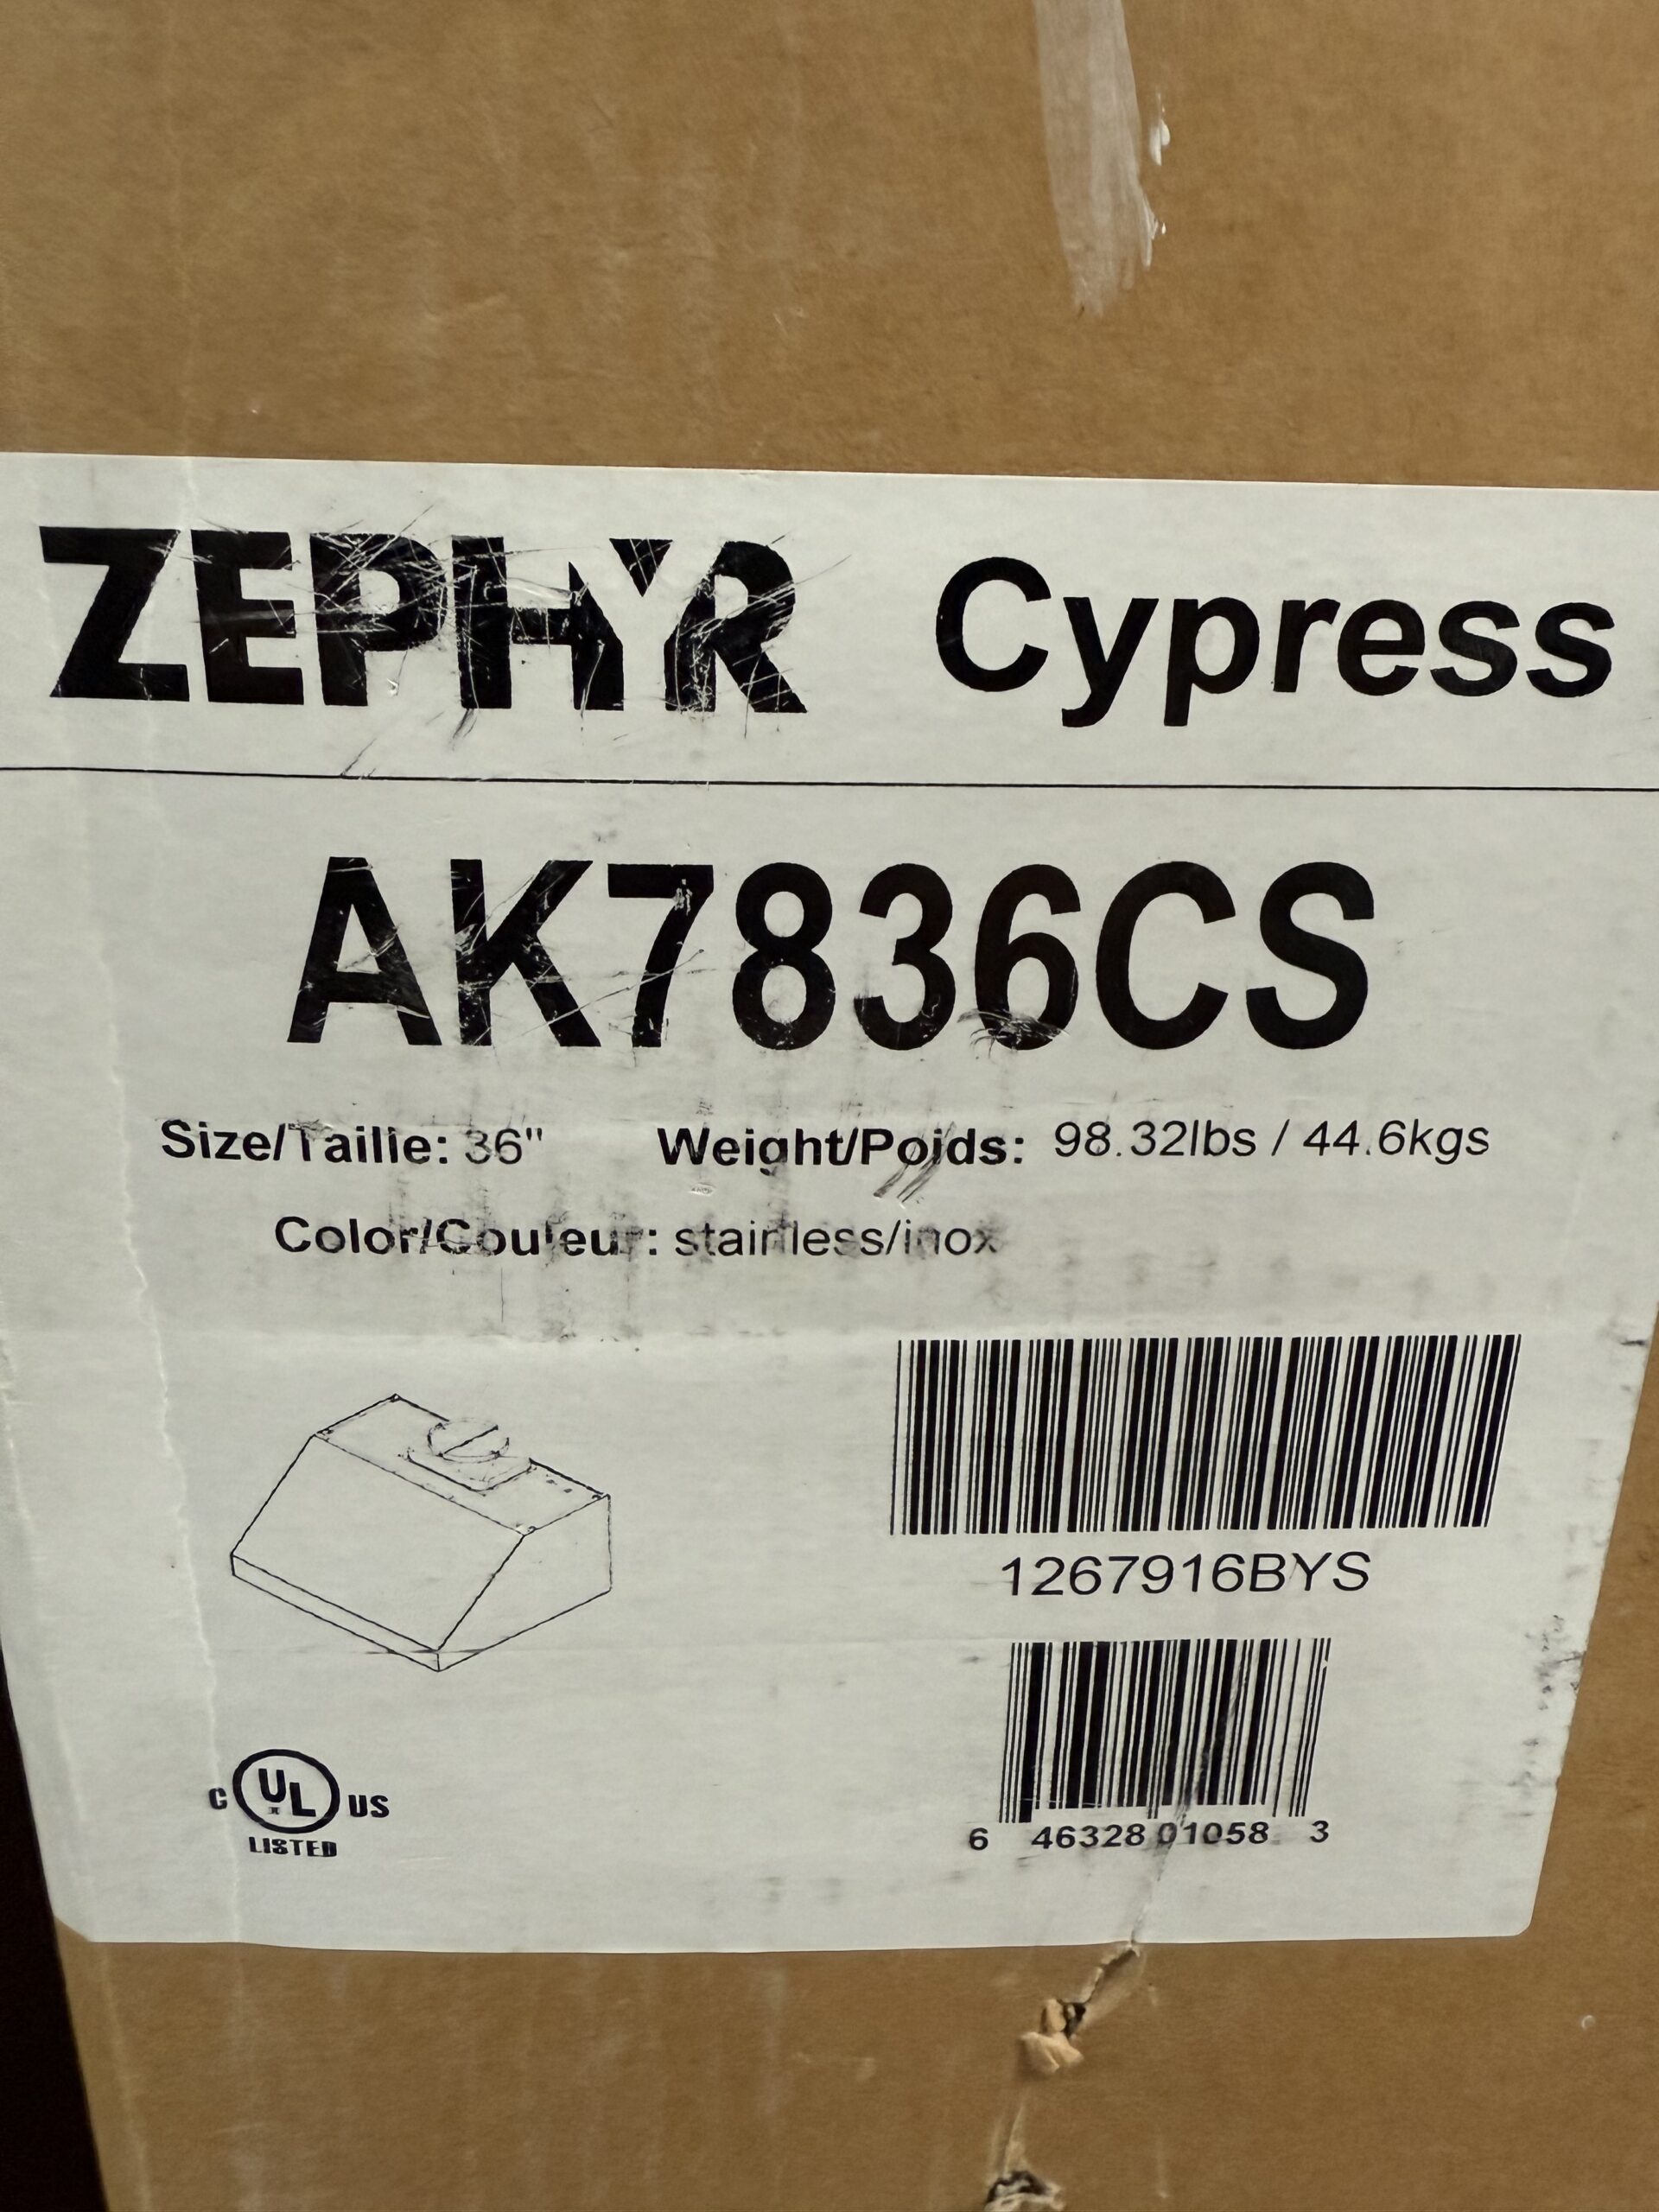 ZEPHYR Cypress
AK7836CS
Size/Taille: 36" Weight/Poids: 98.32lbs / 44.6kgs
Color/Couleur: stainless/inox
1267916BYS
6 46328 01058 3
C UL US
LISTED